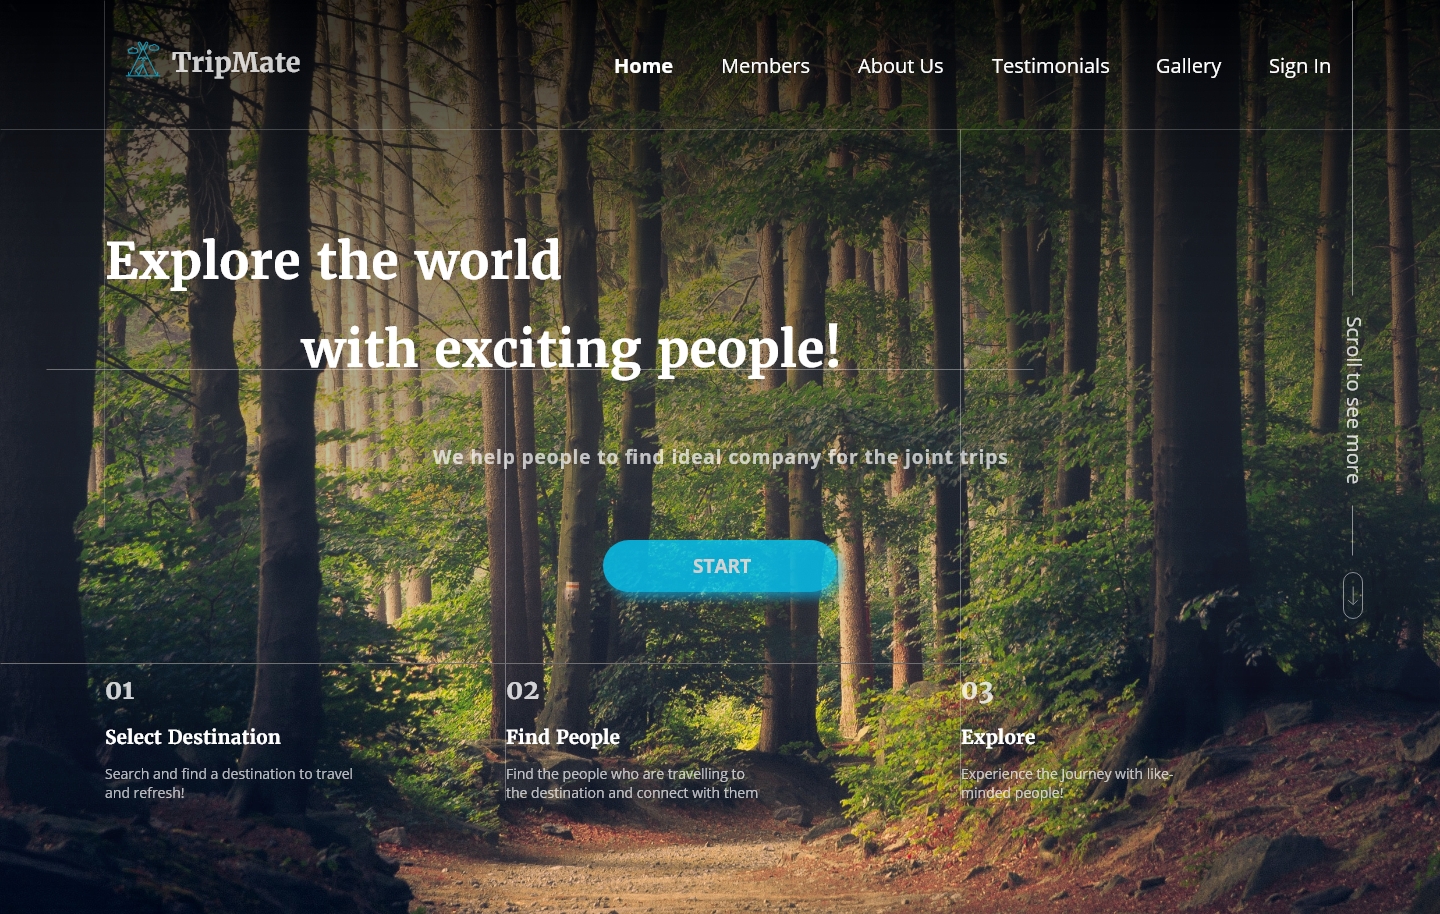 TripMate
Home
Members
About Us
Testimonials
Gallery
Sign In
Explore the world
with exciting people!
We help people to find ideal company for the joint trips
START
Scroll to see more
01
Select Destination
Search and find a destination to travel
and refresh!
02
Find People
Find the people who are travelling to
the destination and connect with them
03
Explore
Experience the journey with like-
minded people!